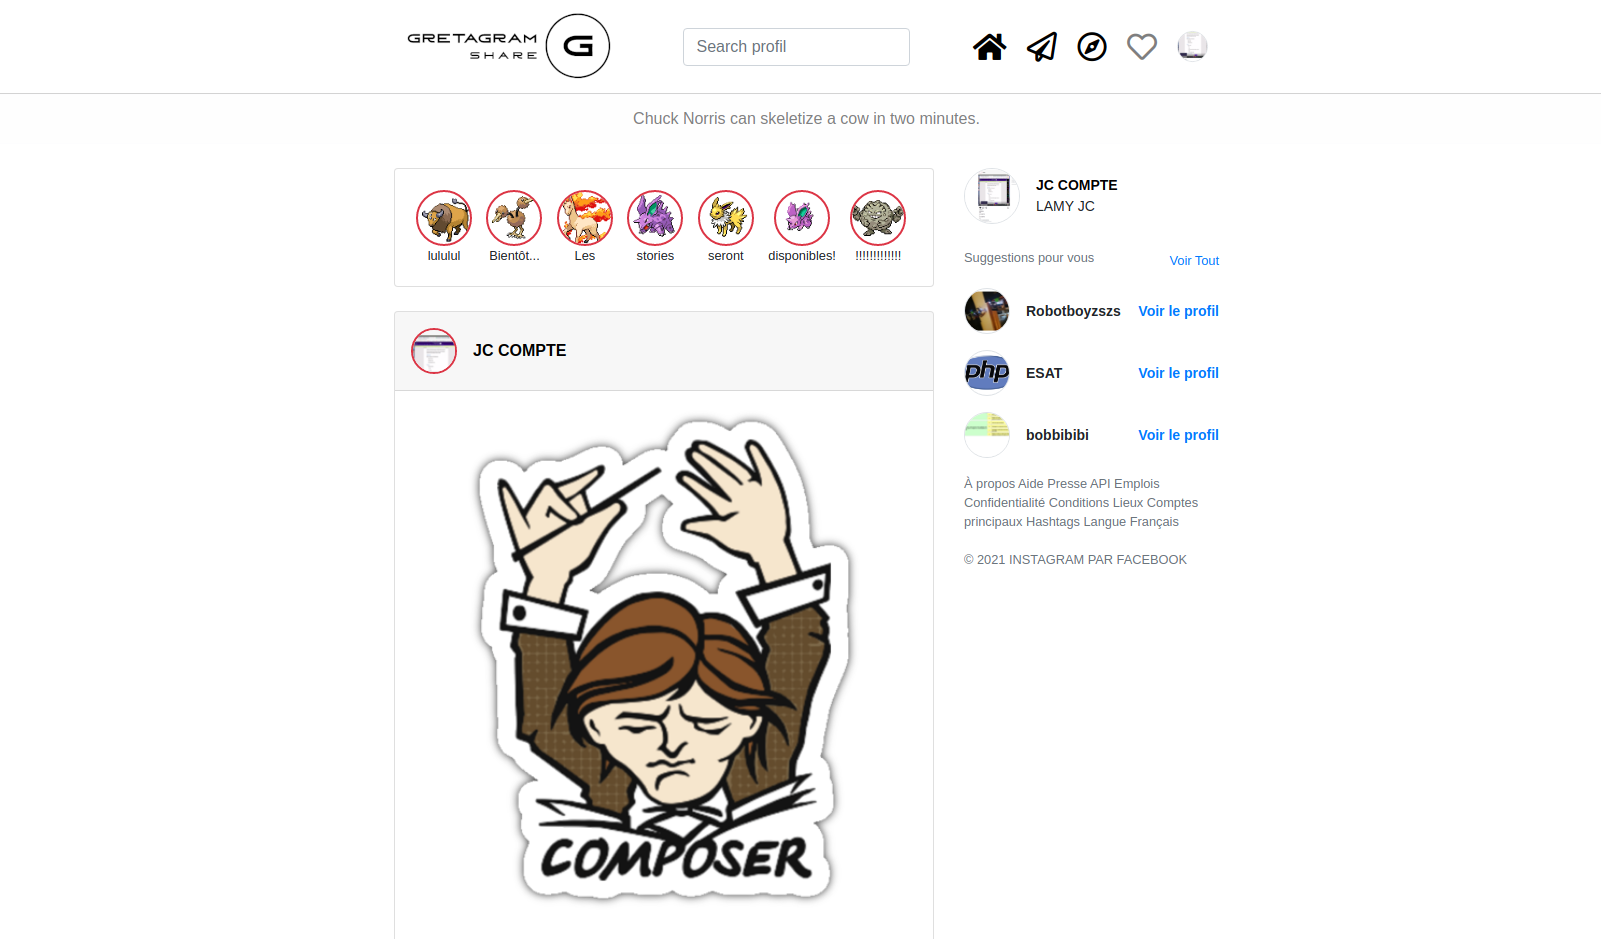 GRETAGRAM
SHARE
G
Search profil
Chuck Norris can skeletize a cow in two minutes.
lululul
Bientôt...
Les
stories
seront
disponibles!
!!!!!!!!!!!!!
JC COMPTE
COMPOSER
JC COMPTE
LAMY JC
Suggestions pour vous
Voir Tout
Robotboyzszs
Voir le profil
php
ESAT
Voir le profil
bobbibibi
Voir le profil
À propos Aide Presse API Emplois
Confidentialité Conditions Lieux Comptes
principaux Hashtags Langue Français
© 2021 INSTAGRAM PAR FACEBOOK